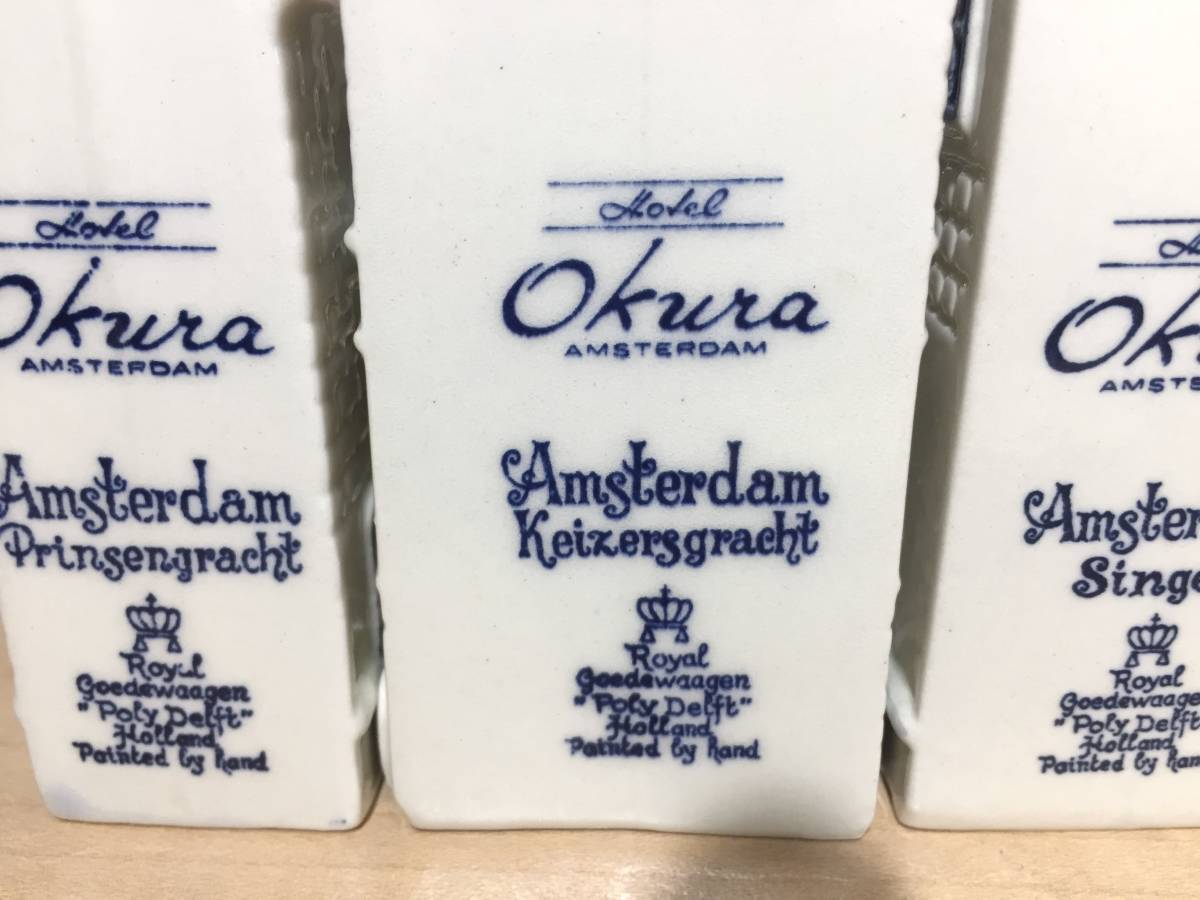 Hotel
Okura
AMSTERDAM
Amsterdam
Prinsengracht
Royal
Goedewaagen
"Poly Delft"
Holland
Painted by hand
Hotel
Okura
AMSTERDAM
Amsterdam
Keizersgracht
Royal
Goedewaagen
"Poly Delft"
Holland
Painted by hand
Royal
Goedewaagen
"Poly Delft
Holland
Painted by